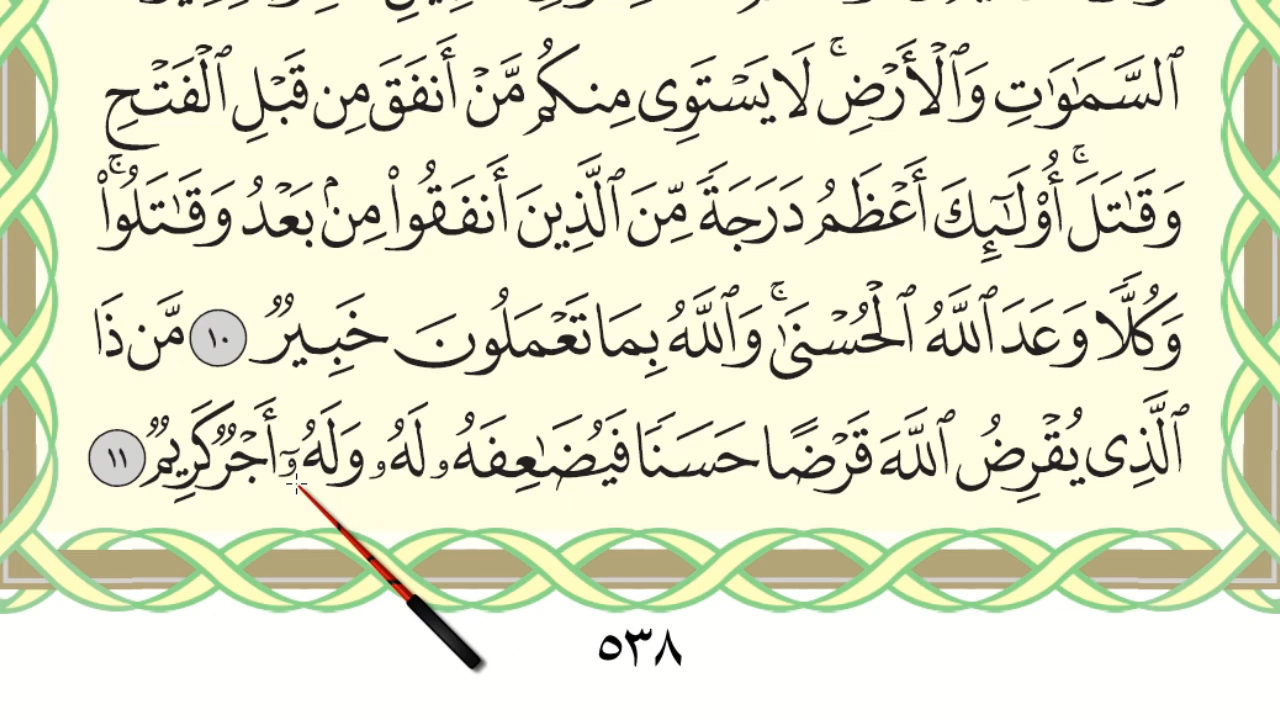 ٱلسَّمَٰوَٰتِ وَٱلۡأَرۡضِۚ لَا يَسۡتَوِي مِنكُم مَّنۡ أَنفَقَ مِن قَبۡلِ ٱلۡفَتۡحِ
وَقَٰتَلَۚ أُوْلَٰٓئِكَ أَعۡظَمُ دَرَجَةٗ مِّنَ ٱلَّذِينَ أَنفَقُواْ مِنۢ بَعۡدُ وَقَٰتَلُواْۚ
وَكُلّٗا وَعَدَ ٱللَّهُ ٱلۡحُسۡنَىٰۚ وَٱللَّهُ بِمَا تَعۡمَلُونَ خَبِيرٞ ١٠ مَّن ذَا
ٱلَّذِي يُقۡرِضُ ٱللَّهَ قَرۡضًا حَسَنٗا فَيُضَٰعِفَهُۥ لَهُۥ وَلَهُۥٓ أَجۡرٞ كَرِيمٞ ١١
٥٣٨